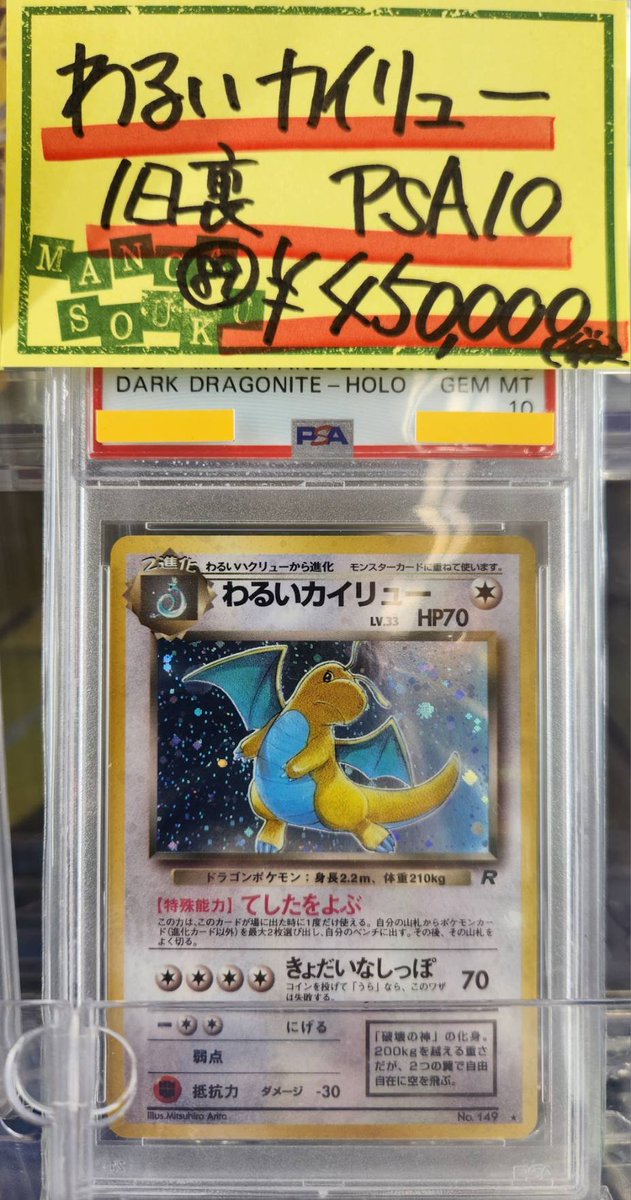 わるいカイリュー
旧裏 PSA10
MANGA
SOUKO
¥450,000
DARK DRAGONITE-HOLO GEM MT
10
PSA
2進化 わるいハクリューから進化 モンスターカードに重ねて使います。
わるいカイリュー
LV.33 HP70
ドラゴンポケモン:身長2.2m、体重210kg R
【特殊能力】てしたをよぶ
この力は、このカードが場に出た時に1度だけ使える。自分の山札からポケモンカー
ド(進化カード以外)を最大2枚選び出し、自分のベンチに出す。その後、その山札を
よく切る。
きょだいなしっぽ 70
コインを投げて「うら」なら、このワザ
は失敗する。
にげる
弱点
抵抗力 ダメージ -30
「破壊の神」の化身。
200kgを越える重さ
だが、2つの翼で自由
自在に空を飛ぶ。
Illus.Mitsuhiro Arita No.149